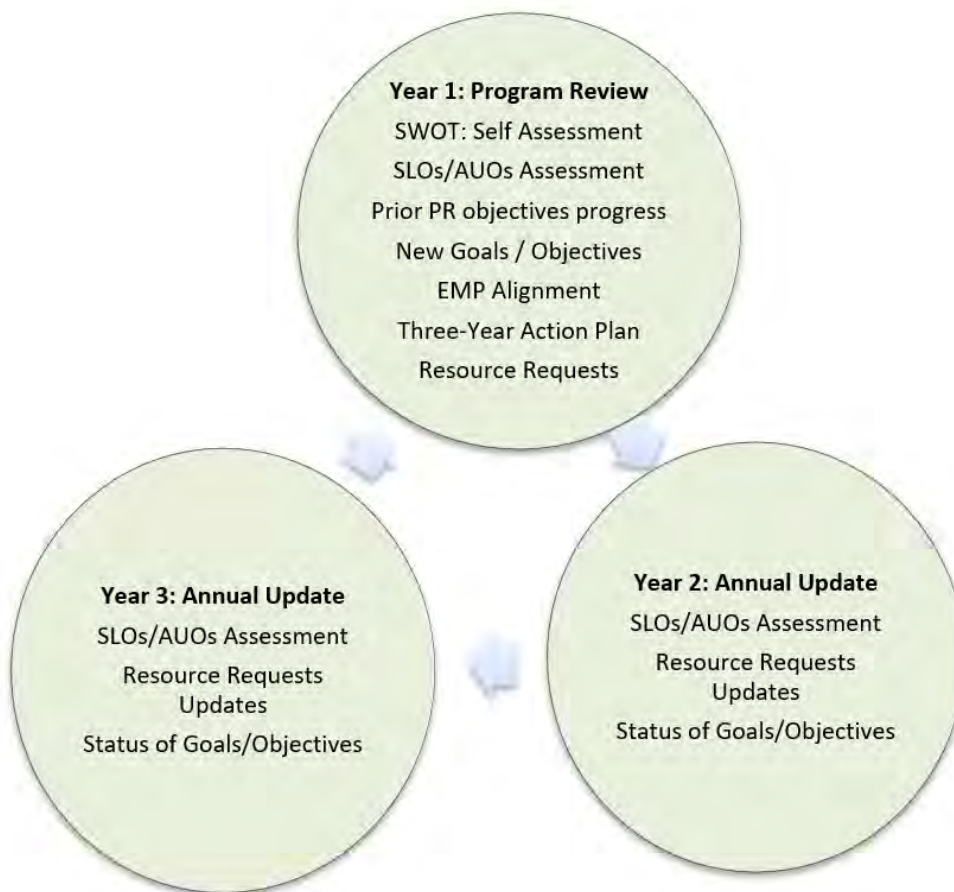 Year 1: Program Review
SWOT: Self Assessment
SLOs/AUOs Assessment
Prior PR objectives progress
New Goals / Objectives
EMP Alignment
Three-Year Action Plan
Resource Requests
Year 3: Annual Update
SLOs/AUOs Assessment
Resource Requests
Updates
Status of Goals/Objectives
Year 2: Annual Update
SLOs/AUOs Assessment
Resource Requests
Updates
Status of Goals/Objectives